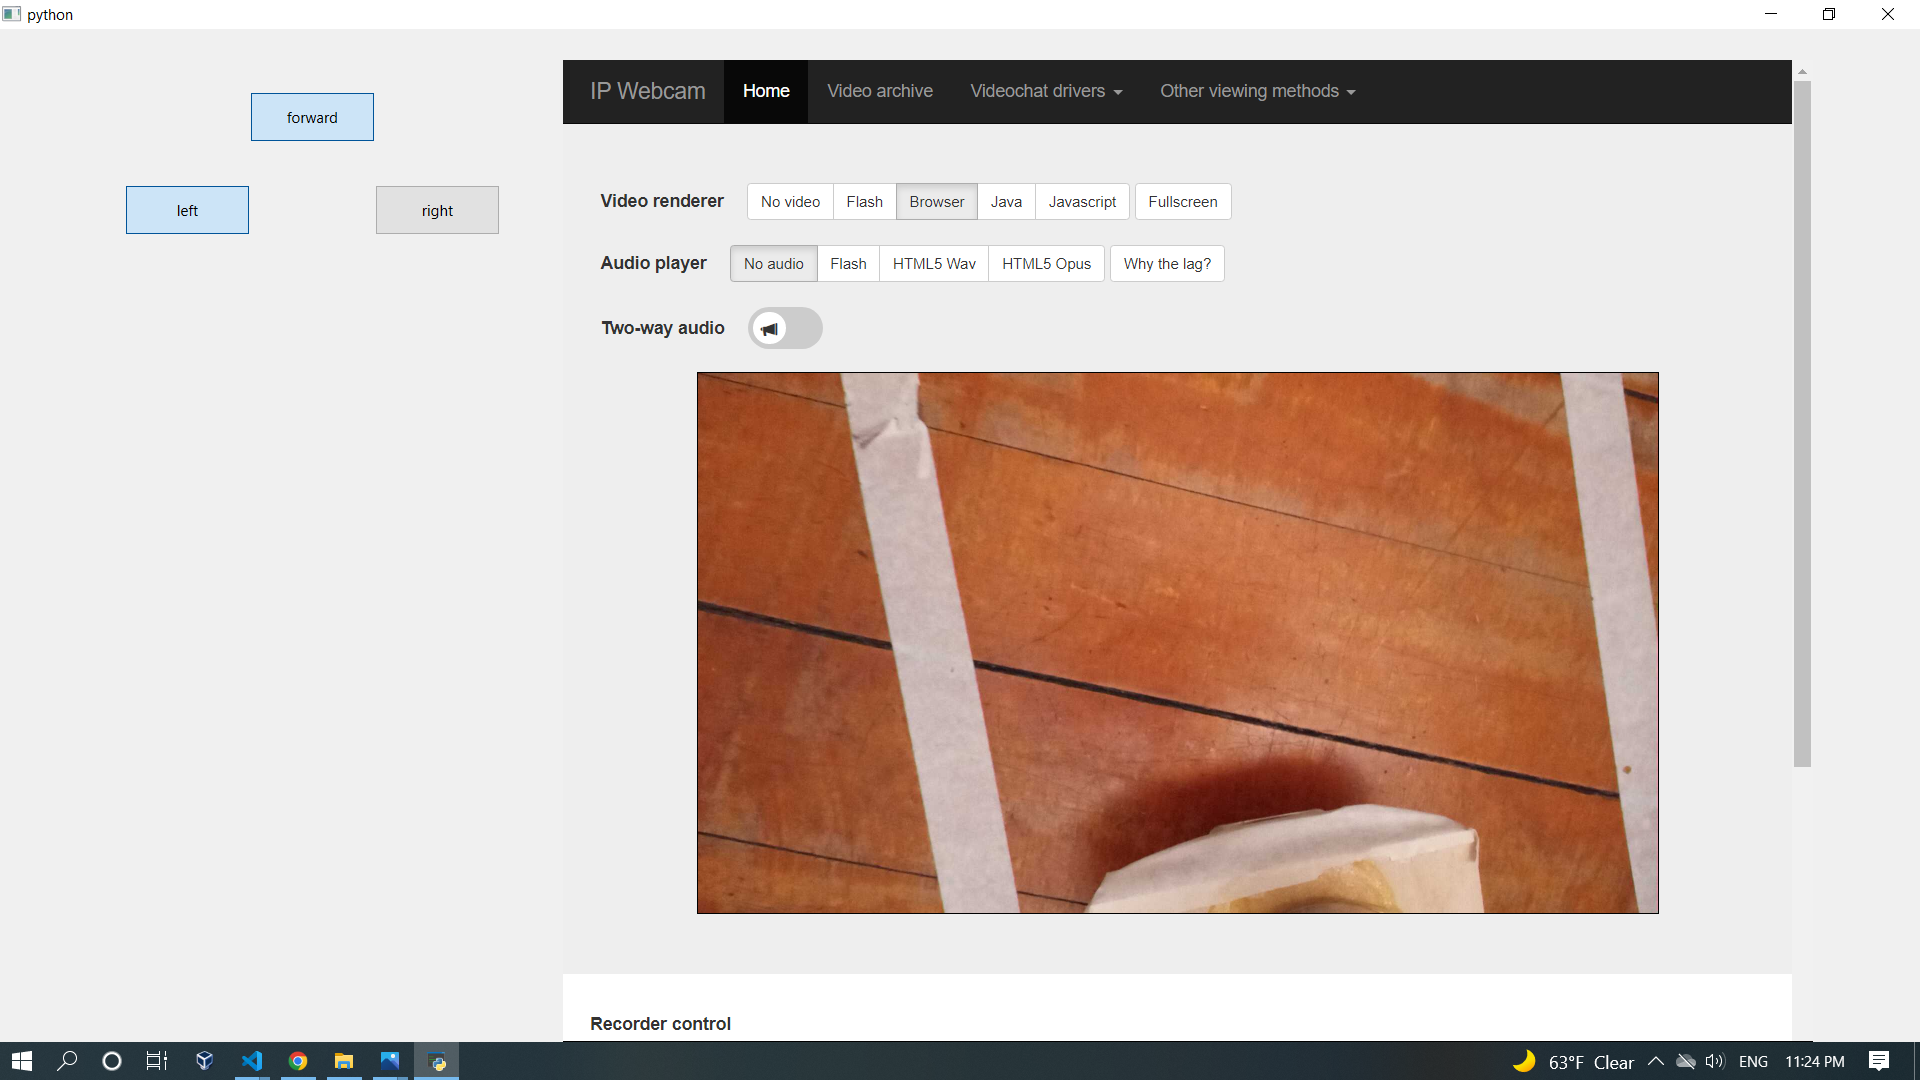 python
forward
left
right
IP Webcam Home Video archive Videochat drivers Other viewing methods
Video renderer No video Flash Browser Java Javascript Fullscreen
Audio player No audio Flash HTML5 Wav HTML5 Opus Why the lag?
Two-way audio
Recorder control
63°F Clear ENG 11:24 PM